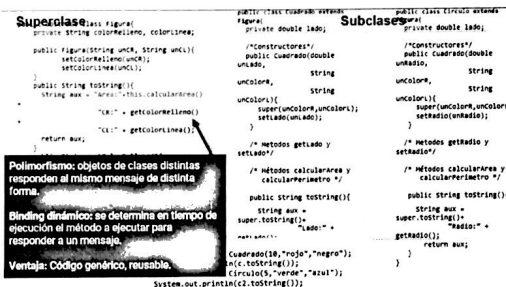 Superclase
class Figura{
private String colorRelleno, colorLinea;
public Figura(String unCR, String unCL){
setColorRelleno(unCR);
setColorLinea(unCL);
}
public String toString(){
String aux = "Area:"+this.calcularArea()
"CR:" + getColorRelleno()
"CL:" + getColorLinea();
return aux;
}
Polimorfismo: objetos de clases distintas
responden al mismo mensaje de distinta
forma.
Binding dinámico: se determina en tiempo de
ejecución el método a ejecutar para
responder a un mensaje.
Ventaja: Código genérico, reusable.
Subclases
public class Cuadrado extends
Figura{
private double lado;
/*Constructores*/
public Cuadrado(double
unLado,
String
unColorR,
String
unColorL){
super(unColorR,unColorL);
setLado(unLado);
}
/* Metodos getLado y
setLado*/
/* Métodos calcularArea y
calcularPerimetro */
public String toString(){
String aux =
super.toString()+
"Lado:" +
public class Circulo extends
Figura{
private double radio;
/*Constructores*/
public Circulo(double
unRadio,
String
unColorR,
String
unColorL){
super(unColorR,unColorL
setRadio(unRadio);
}
/* Metodos getRadio y
setRadio*/
/* Métodos calcularArea y
calcularPerimetro */
public String toString(){
String aux =
super.toString()+
"Radio:" +
getRadio();
return aux;
}
}
Cuadrado(10,"rojo","negro");
ln(c.toString());
Circulo(5,"verde","azul");
System.out.println(c2.toString());